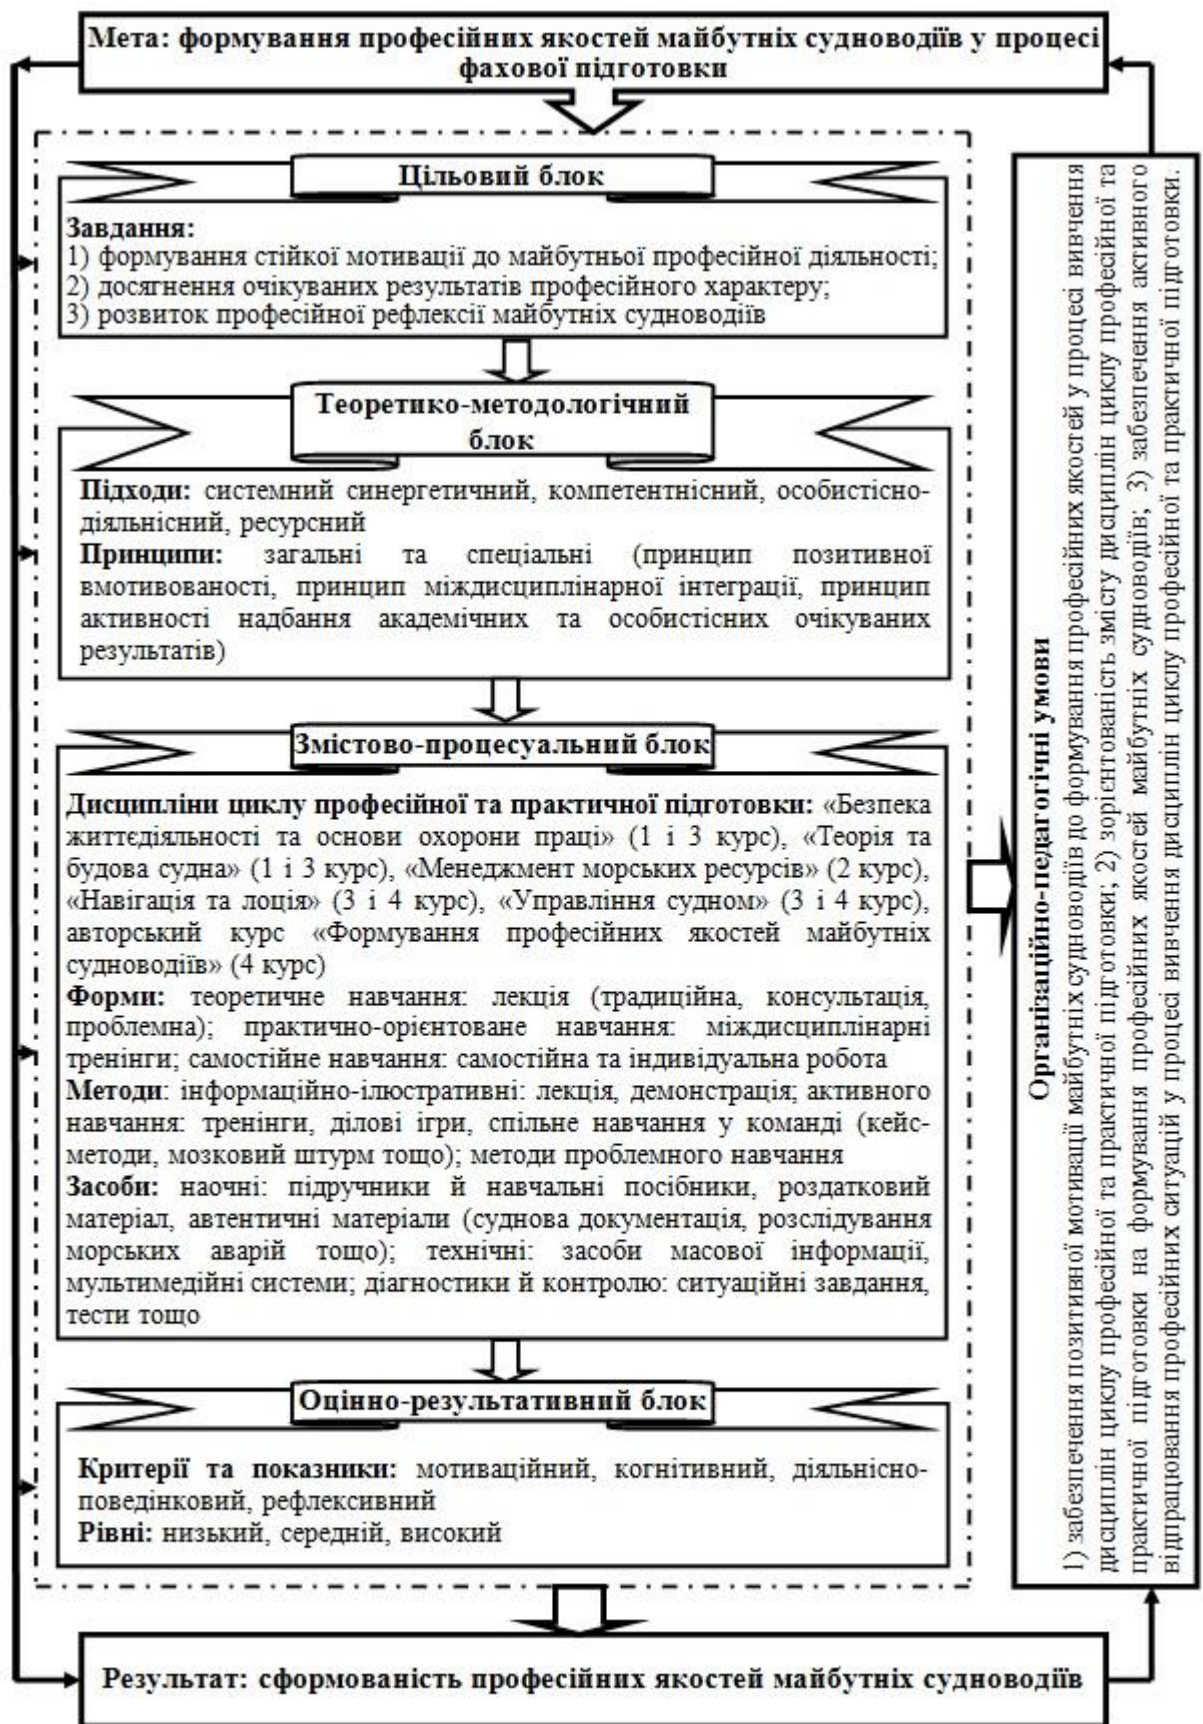 Мета: формування професійних якостей майбутніх судноводіїв у процесі
фахової підготовки
Цільовий блок
Завдання:
1) формування стійкої мотивації до майбутньої професійної діяльності;
2) досягнення очікуваних результатів професійного характеру;
3) розвиток професійної рефлексії майбутніх судноводіїв
Теоретико-методологічний
блок
Підходи: системний синергетичний, компетентнісний, особистісно-
діяльнісний, ресурсний
Принципи: загальні та спеціальні (принцип позитивної
вмотивованості, принцип міждисциплінарної інтеграції, принцип
активності надбання академічних та особистісних очікуваних
результатів)
Змістово-процесуальний блок
Дисципліни циклу професійної та практичної підготовки: «Безпека
життєдіяльності та основи охорони праці» (1 і 3 курс), «Теорія та
будова судна» (1 і 3 курс), «Менеджмент морських ресурсів» (2 курс),
«Навігація та лоція» (3 і 4 курс), «Управління судном» (3 і 4 курс),
авторський курс «Формування професійних якостей майбутніх
судноводіїв» (4 курс)
Форми: теоретичне навчання: лекція (традиційна, консультація,
проблемна); практично-орієнтоване навчання: міждисциплінарні
тренінги; самостійне навчання: самостійна та індивідуальна робота
Методи: інформаційно-ілюстративні: лекція, демонстрація; активного
навчання: тренінги, ділові ігри, спільне навчання у команді (кейс-
методи, мозковий штурм тощо); методи проблемного навчання
Засоби: наочні: підручники й навчальні посібники, роздатковий
матеріал, автентичні матеріали (суднова документація, розслідування
морських аварій тощо); технічні: засоби масової інформації,
мультимедійні системи; діагностики й контролю: ситуаційні завдання,
тести тощо
Оцінно-результативний блок
Критерії та показники: мотиваційний, когнітивний, діяльнісно-
поведінковий, рефлексивний
Рівні: низький, середній, високий
Організаційно-педагогічні умови
1) забезпечення позитивної мотивації майбутніх судноводіїв до формування професійних якостей у процесі вивчення
дисциплін циклу професійної та практичної підготовки; 2) зорієнтованість змісту дисциплін циклу професійної та
практичної підготовки на формування професійних якостей майбутніх судноводіїв; 3) забезпечення активного
відпрацювання професійних ситуацій у процесі вивчення дисциплін циклу професійної та практичної підготовки.
Результат: сформованість професійних якостей майбутніх судноводіїв